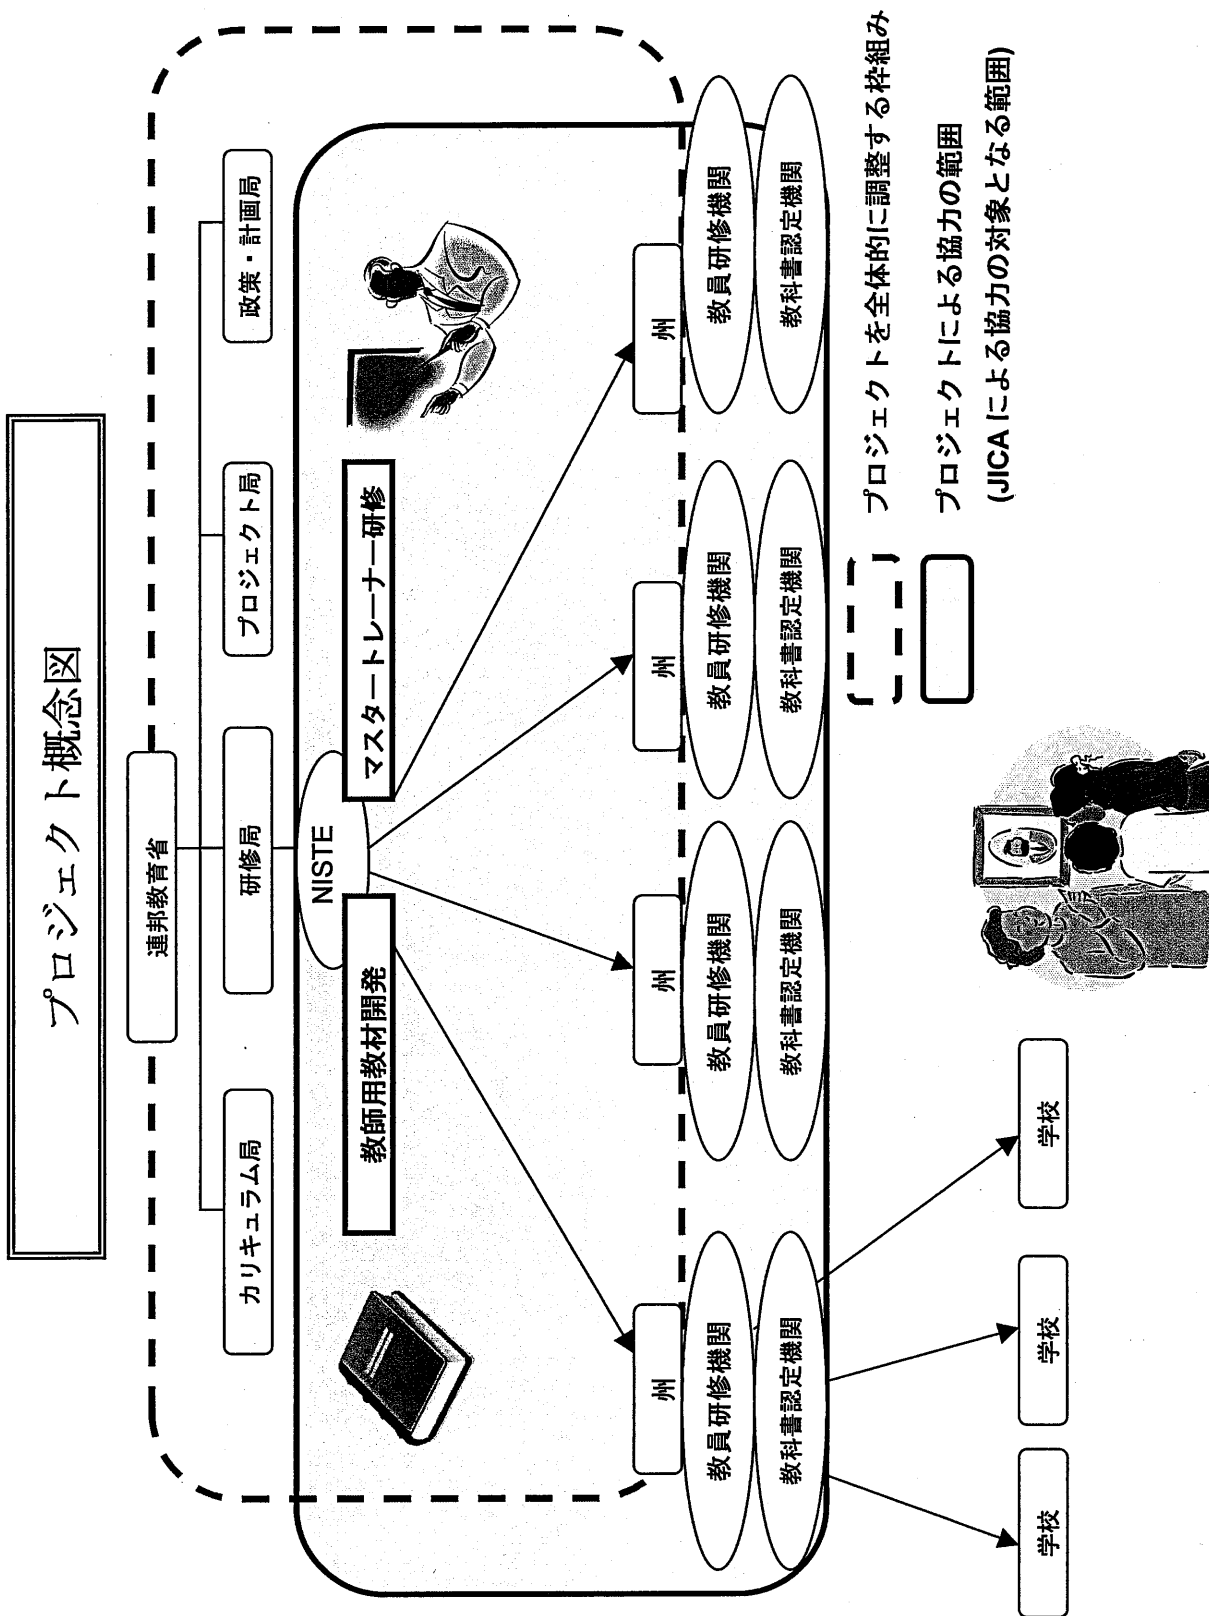 プロジェクト概念図
連邦教育省
カリキュラム局
研修局
プロジェクト局
政策・計画局
NISTE
教師用教材開発
マスタートレーナー研修
州
州
州
州
教員研修機関
教員研修機関
教員研修機関
教員研修機関
教科書認定機関
教科書認定機関
教科書認定機関
教科書認定機関
学校
学校
学校
プロジェクトを全体的に調整する枠組み
プロジェクトによる協力の範囲
(JICAによる協力の対象となる範囲)